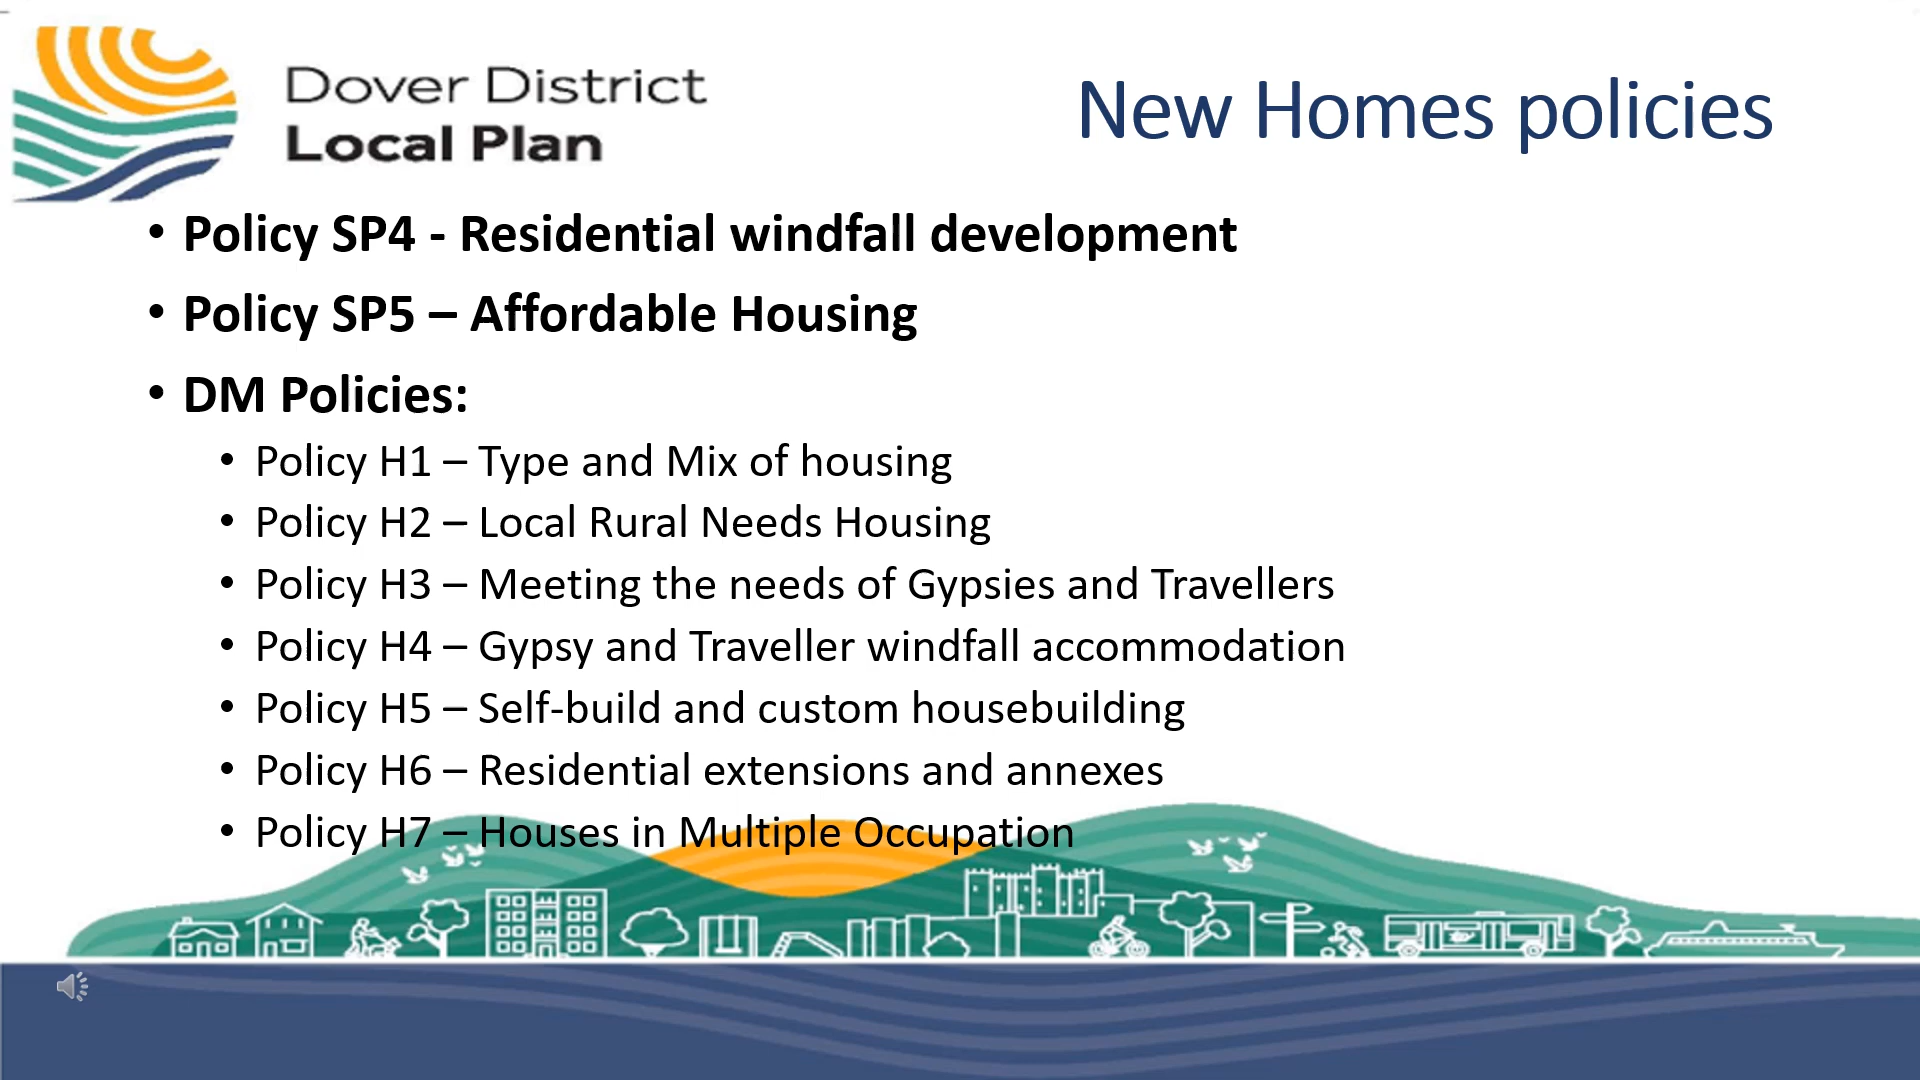 Dover District
Local Plan
New Homes policies
• Policy SP4 - Residential windfall development
• Policy SP5 – Affordable Housing
• DM Policies:
• Policy H1 – Type and Mix of housing
• Policy H2 – Local Rural Needs Housing
• Policy H3 – Meeting the needs of Gypsies and Travellers
• Policy H4 – Gypsy and Traveller windfall accommodation
• Policy H5 – Self-build and custom housebuilding
• Policy H6 – Residential extensions and annexes
• Policy H7 – Houses in Multiple Occupation